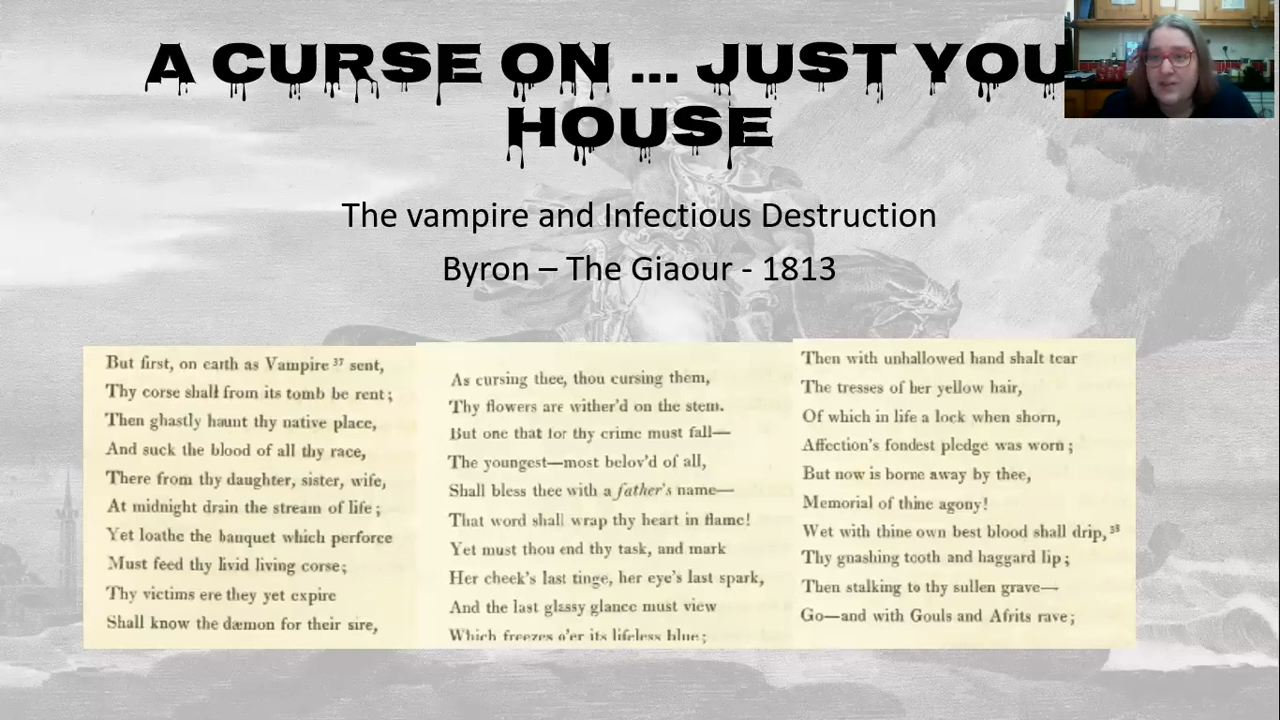 A CURSE ON ... JUST YOU
HOUSE
The vampire and Infectious Destruction
Byron – The Giaour - 1813
But first, on earth as Vampire ³⁷ sent,
Thy corse shall from its tomb be rent;
Then ghastly haunt thy native place,
And suck the blood of all thy race,
There from thy daughter, sister, wife,
At midnight drain the stream of life;
Yet loathe the banquet which perforce
Must feed thy livid living corse;
Thy victims ere they yet expire
Shall know the dæmon for their sire,
As cursing thee, thou cursing them,
Thy flowers are wither'd on the stem.
But one that for thy crime must fall—
The youngest—most belov'd of all,
Shall bless thee with a father's name—
That word shall wrap thy heart in flame!
Yet must thou end thy task, and mark
Her cheek's last tinge, her eye's last spark,
And the last glassy glance must view
Which freezes o'er its lifeless blue;
Then with unhallowed hand shalt tear
The tresses of her yellow hair,
Of which in life a lock when shorn,
Affection's fondest pledge was worn;
But now is borne away by thee,
Memorial of thine agony!
Wet with thine own best blood shall drip, ³⁸
Thy gnashing tooth and haggard lip;
Then stalking to thy sullen grave—
Go—and with Gouls and Afrits rave;